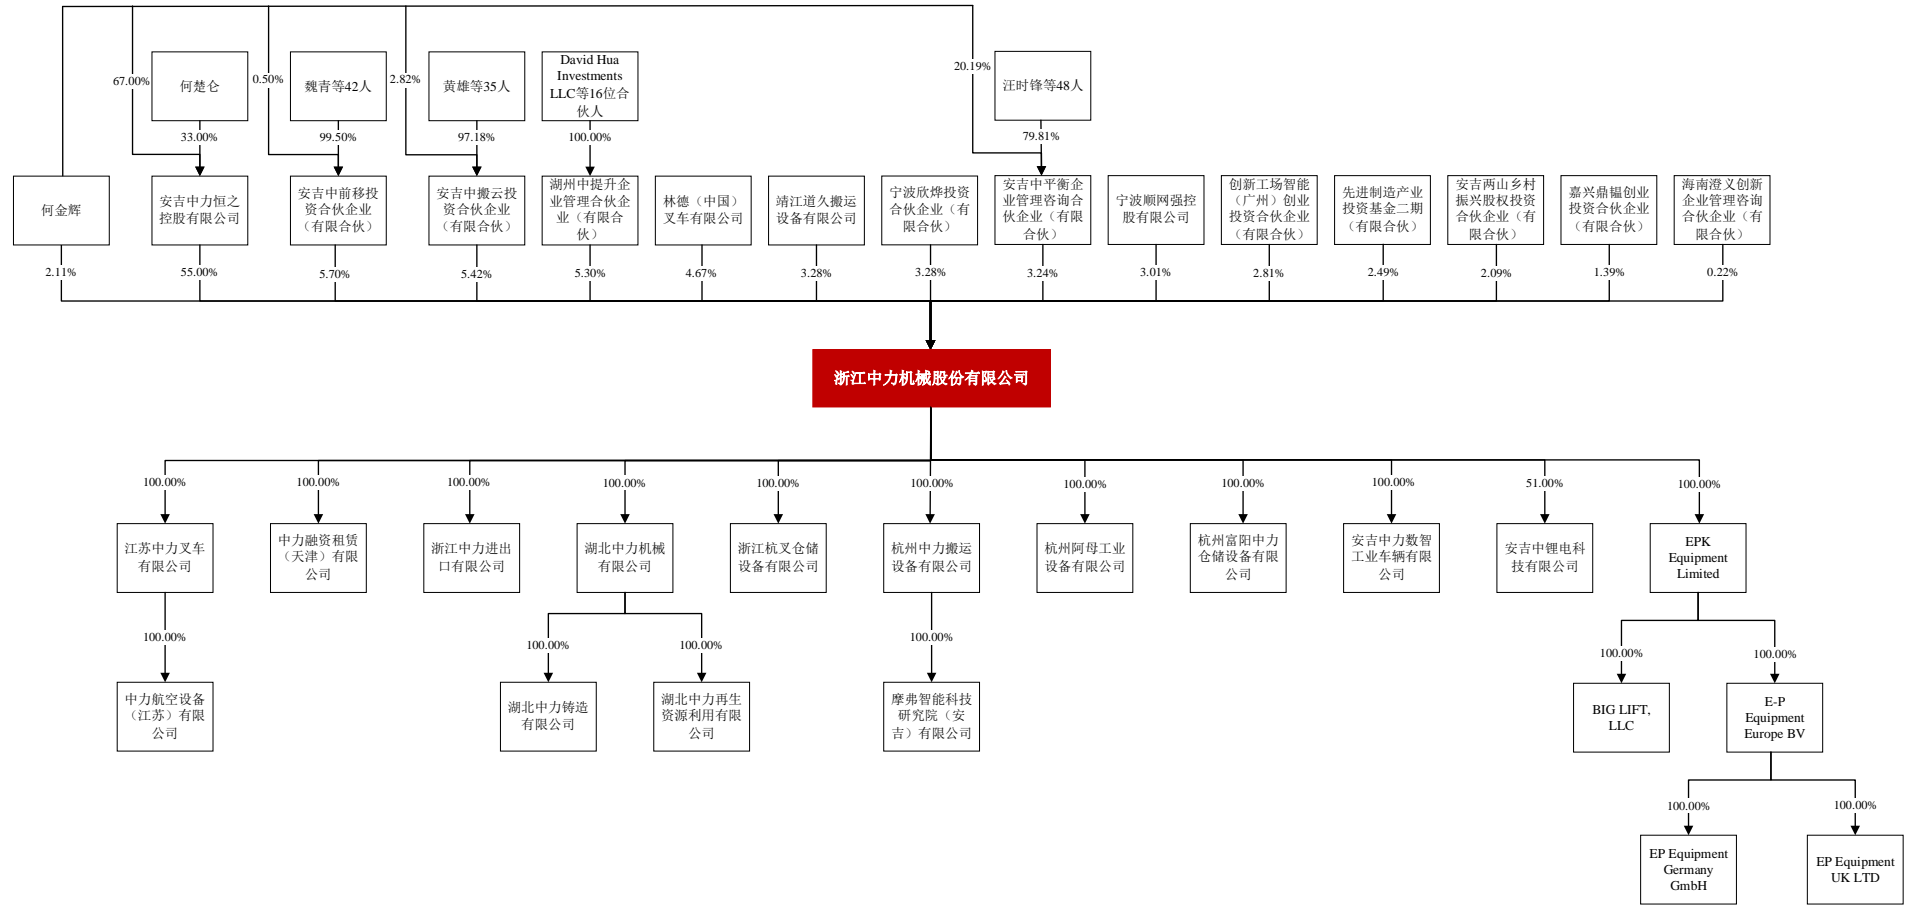 67.00%
何楚仑
0.50%
魏青等42人
2.82%
黄雄等35人
David Hua
Investments
LLC等16位合
伙人
20.19%
汪时锋等48人
33.00%
99.50%
97.18%
100.00%
79.81%
何金辉
安吉中力恒之
控股有限公司
安吉中前移投
资合伙企业
（有限合伙）
安吉中搬云投
资合伙企业
（有限合伙）
湖州中提升企
业管理合伙企
业（有限合
伙）
林德（中国）
叉车有限公司
靖江道久搬运
设备有限公司
宁波欣烨投资
合伙企业（有
限合伙）
安吉中平衡企
业管理咨询合
伙企业（有限
合伙）
宁波顺网强控
股有限公司
创新工场智能
（广州）创业
投资合伙企业
（有限合伙）
先进制造产业
投资基金二期
（有限合伙）
安吉两山乡村
振兴股权投资
合伙企业（有
限合伙）
嘉兴鼎韫创业
投资合伙企业
（有限合伙）
海南澄义创新
企业管理咨询
合伙企业（有
限合伙）
2.11%
55.00%
5.70%
5.42%
5.30%
4.67%
3.28%
3.28%
3.24%
3.01%
2.81%
2.49%
2.09%
1.39%
0.22%
浙江中力机械股份有限公司
100.00%
100.00%
100.00%
100.00%
100.00%
100.00%
100.00%
100.00%
100.00%
51.00%
100.00%
江苏中力叉车
有限公司
中力融资租赁
（天津）有限
公司
浙江中力进出
口有限公司
湖北中力机械
有限公司
浙江杭叉仓储
设备有限公司
杭州中力搬运
设备有限公司
杭州阿母工业
设备有限公司
杭州富阳中力
仓储设备有限
公司
安吉中力数智
工业车辆有限
公司
安吉中锂电科
技有限公司
EPK
Equipment
Limited
100.00%
100.00%
100.00%
100.00%
100.00%
100.00%
中力航空设备
（江苏）有限
公司
湖北中力铸造
有限公司
湖北中力再生
资源利用有限
公司
摩弗智能科技
研究院（安
吉）有限公司
BIG LIFT,
LLC
E-P
Equipment
Europe BV
100.00%
100.00%
EP Equipment
Germany
GmbH
EP Equipment
UK LTD